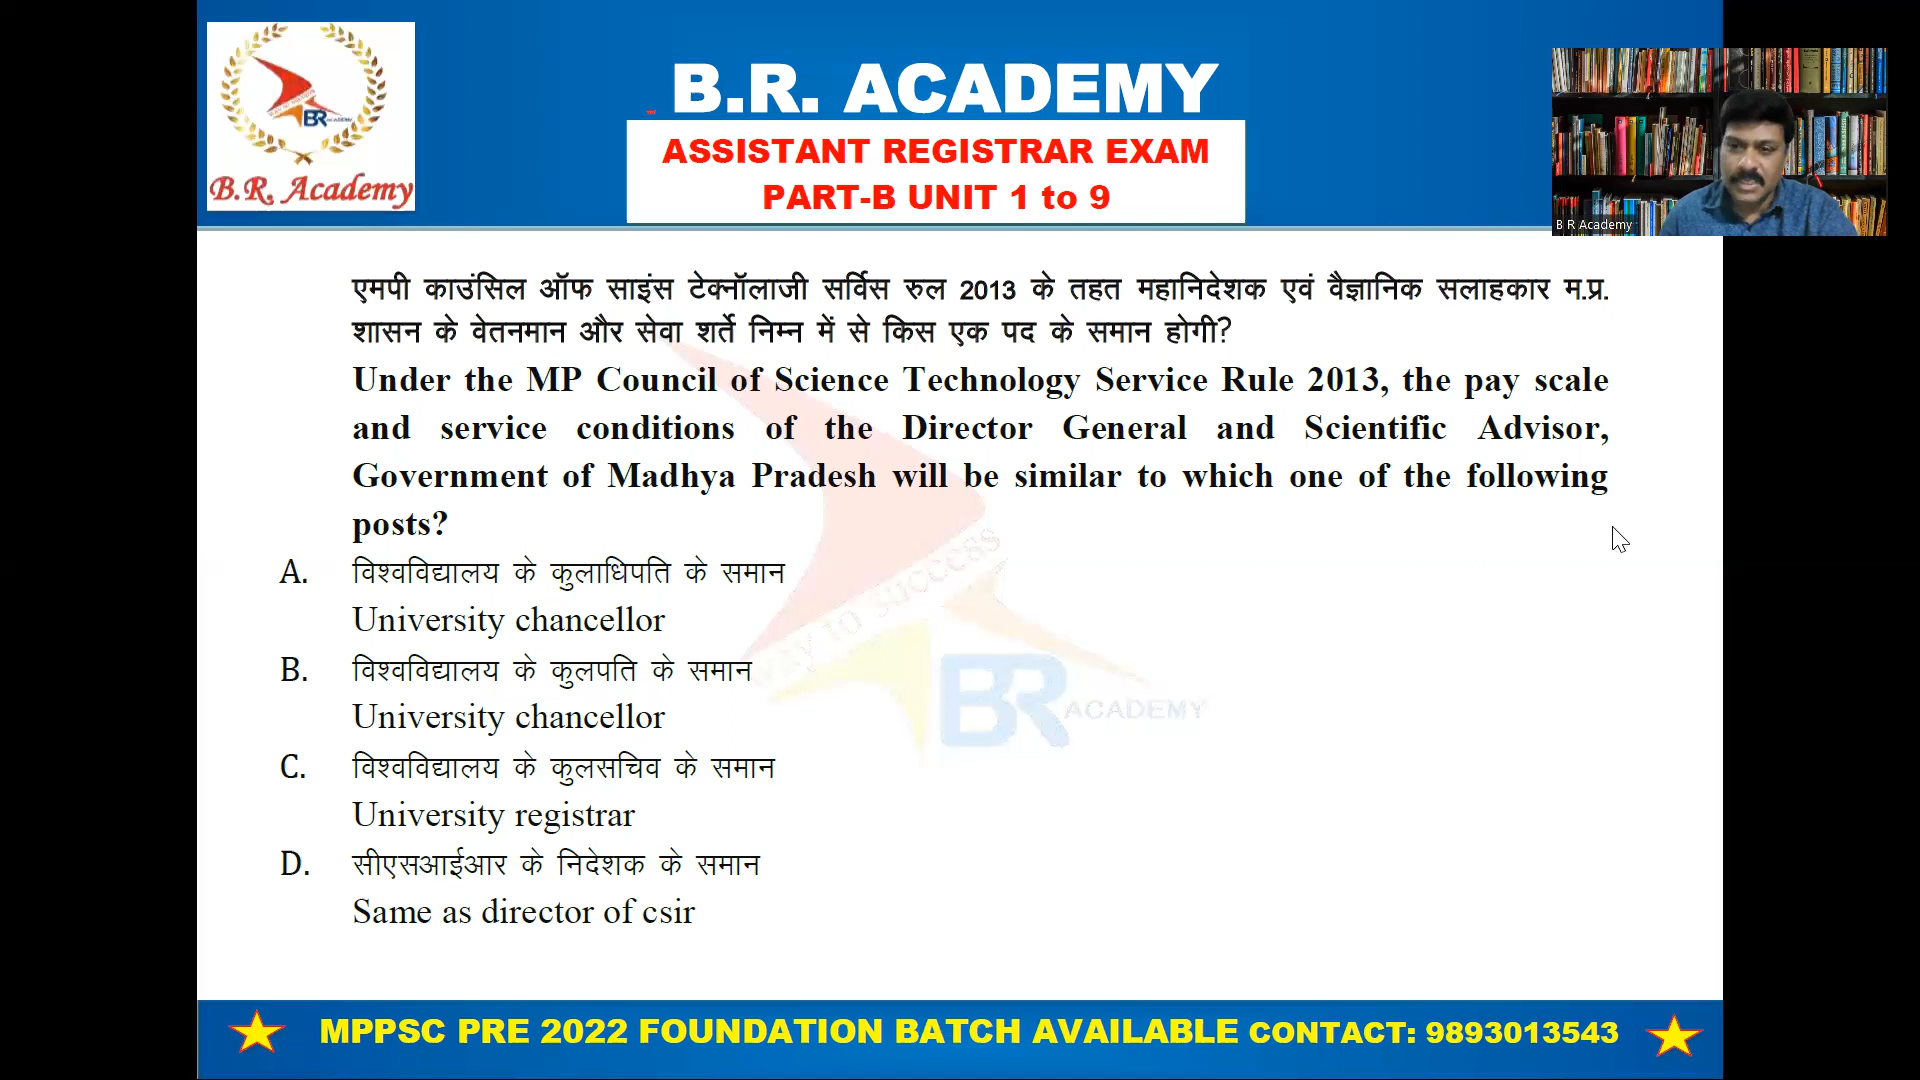 B.R. ACADEMY
ASSISTANT REGISTRAR EXAM
PART-B UNIT 1 to 9
BR
B.R. Academy
B R Academy
एमपी काउंसिल ऑफ साइंस टेक्नॉलाजी सर्विस रुल 2013 के तहत महानिदेशक एवं वैज्ञानिक सलाहकार म.प्र.
शासन के वेतनमान और सेवा शर्ते निम्न में से किस एक पद के समान होगी?
Under the MP Council of Science Technology Service Rule 2013, the pay scale
and service conditions of the Director General and Scientific Advisor,
Government of Madhya Pradesh will be similar to which one of the following
posts?
A. विश्वविद्यालय के कुलाधिपति के समान
University chancellor
B. विश्वविद्यालय के कुलपति के समान
University chancellor
C. विश्वविद्यालय के कुलसचिव के समान
University registrar
D. सीएसआईआर के निदेशक के समान
Same as director of csir
way to success
BR ACADEMY
MPPSC PRE 2022 FOUNDATION BATCH AVAILABLE CONTACT: 9893013543